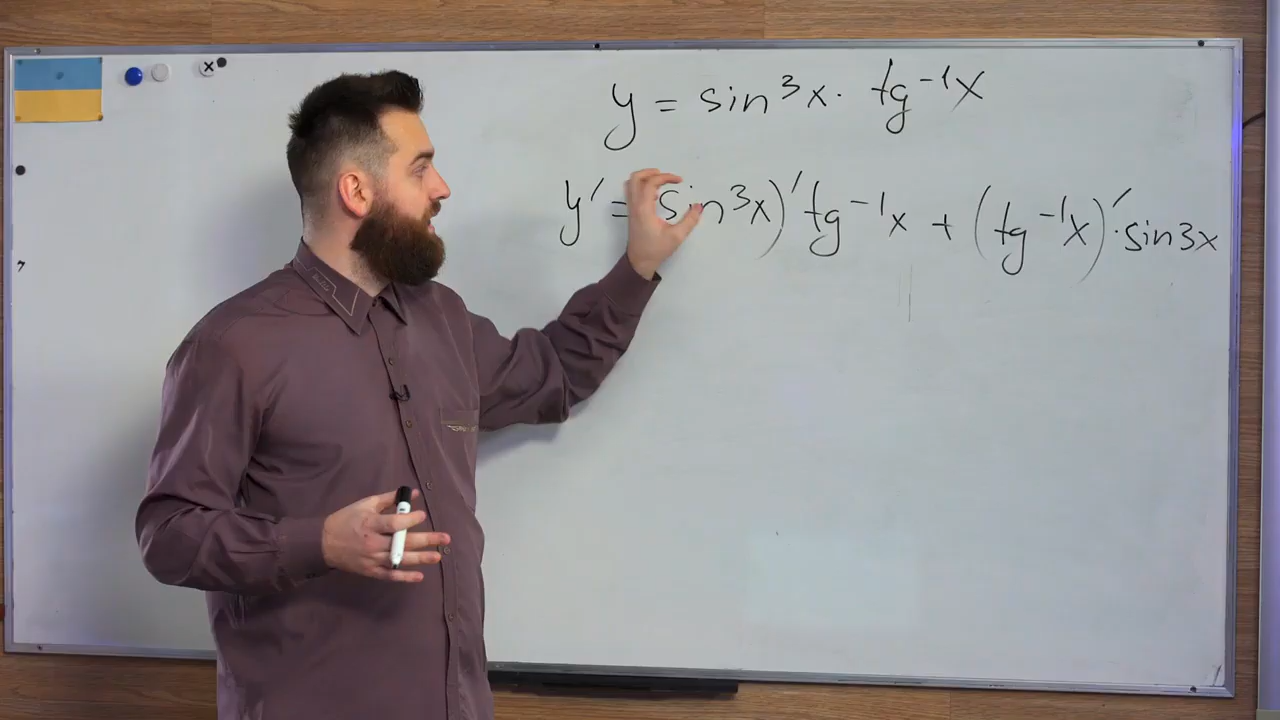 y = sin³x · tg⁻¹x
y' = sin³x)' tg⁻¹x + (tg⁻¹x)' · sin3x